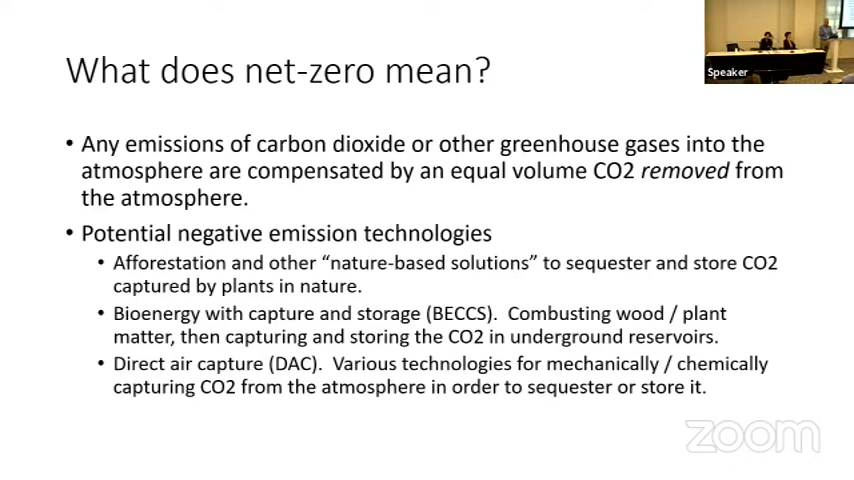 Speaker
What does net-zero mean?
• Any emissions of carbon dioxide or other greenhouse gases into the
atmosphere are compensated by an equal volume CO2 removed from
the atmosphere.
• Potential negative emission technologies
• Afforestation and other “nature-based solutions” to sequester and store CO2
captured by plants in nature.
• Bioenergy with capture and storage (BECCS).  Combusting wood / plant
matter, then capturing and storing the CO2 in underground reservoirs.
• Direct air capture (DAC).  Various technologies for mechanically / chemically
capturing CO2 from the atmosphere in order to sequester or store it.
zoom